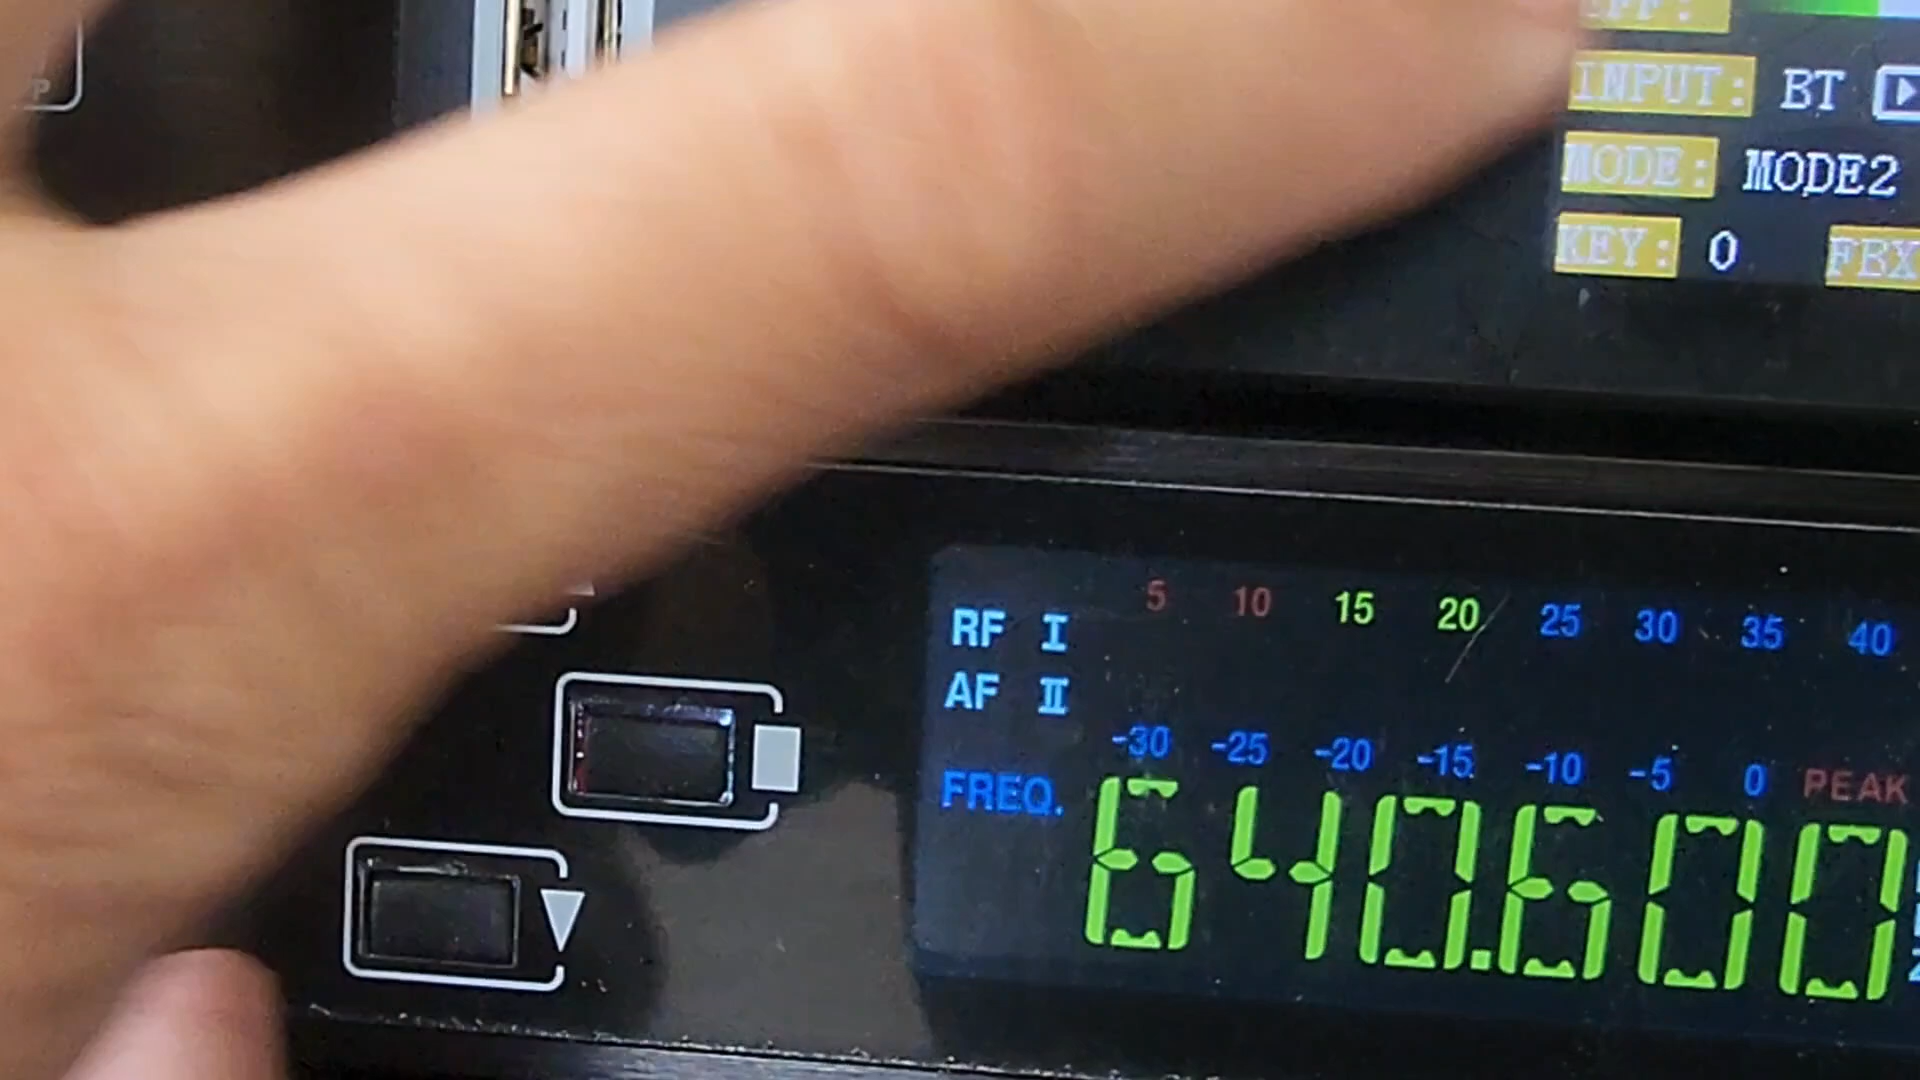 INPUT: BT
MODE: MODE2
KEY: 0 FBX
5 10 15 20 25 30 35 40
RF I
AF II
-30 -25 -20 -15 -10 -5 0 PEAK
FREQ. 640.600